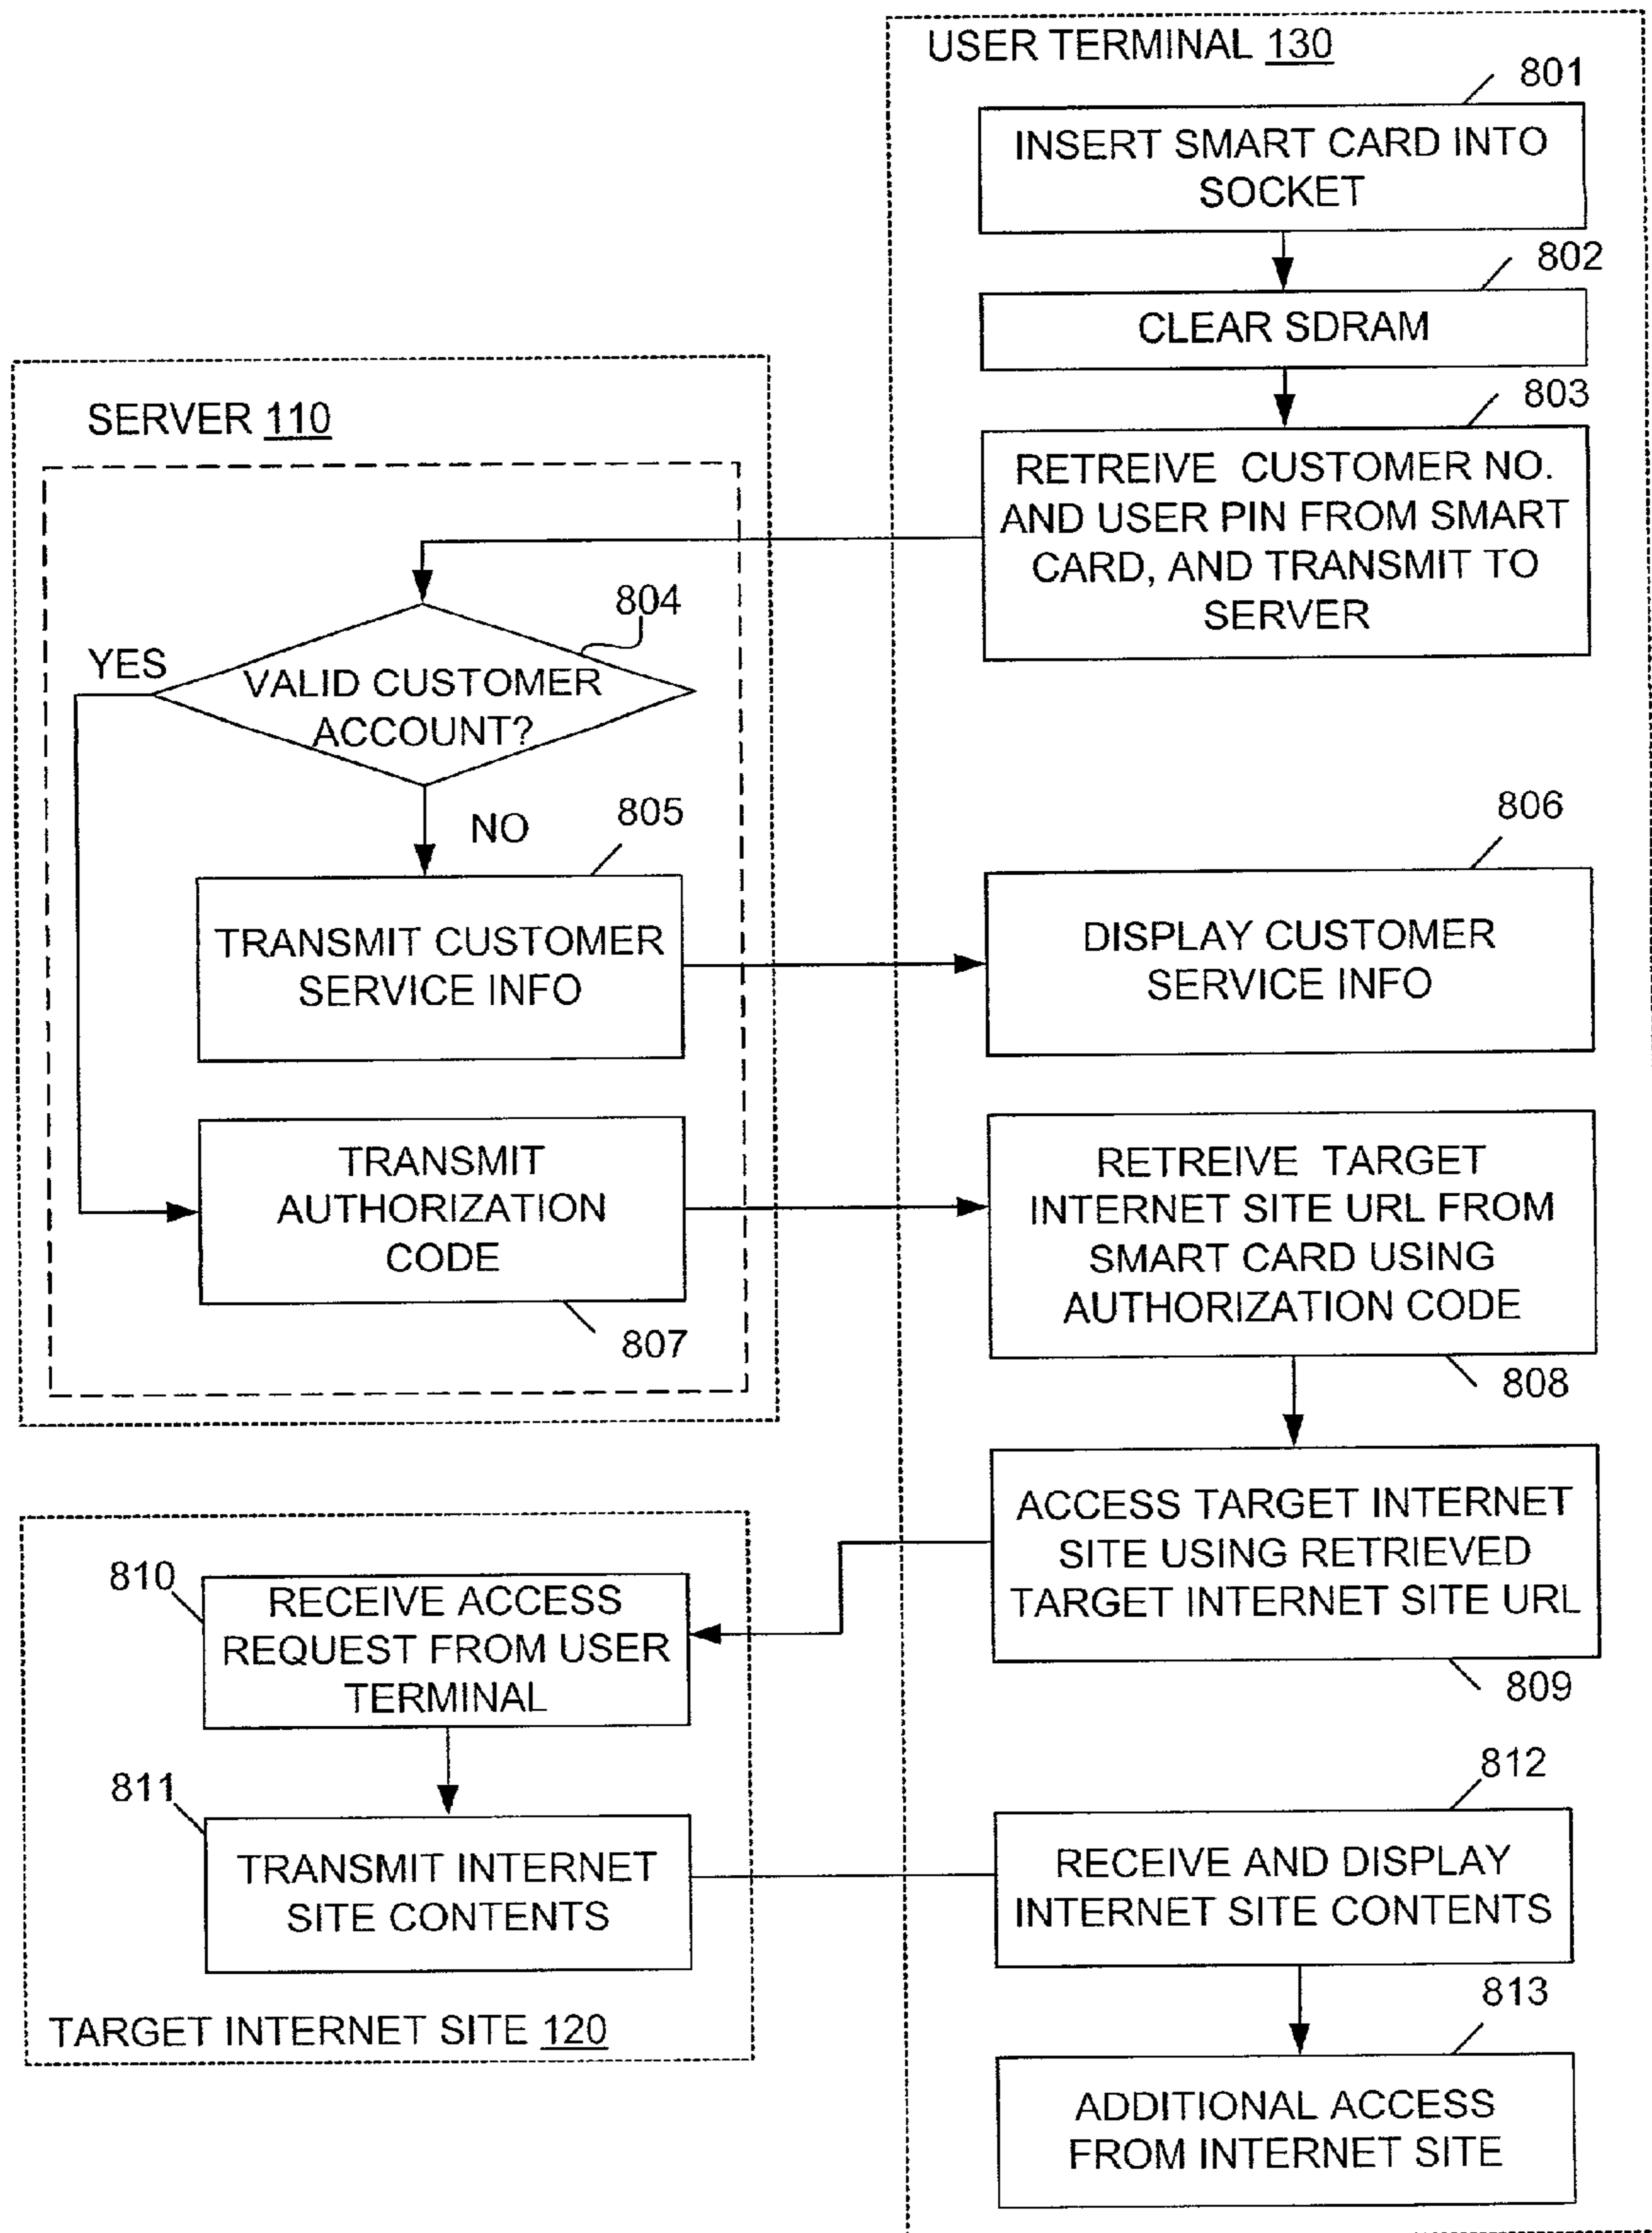 USER TERMINAL 130
801
INSERT SMART CARD INTO
SOCKET
802
CLEAR SDRAM
803
RETREIVE CUSTOMER NO.
AND USER PIN FROM SMART
CARD, AND TRANSMIT TO
SERVER
SERVER 110
804
YES
VALID CUSTOMER
ACCOUNT?
NO
805
TRANSMIT CUSTOMER
SERVICE INFO
806
DISPLAY CUSTOMER
SERVICE INFO
TRANSMIT
AUTHORIZATION
CODE
807
RETREIVE TARGET
INTERNET SITE URL FROM
SMART CARD USING
AUTHORIZATION CODE
808
ACCESS TARGET INTERNET
SITE USING RETRIEVED
TARGET INTERNET SITE URL
809
810
RECEIVE ACCESS
REQUEST FROM USER
TERMINAL
811
TRANSMIT INTERNET
SITE CONTENTS
TARGET INTERNET SITE 120
812
RECEIVE AND DISPLAY
INTERNET SITE CONTENTS
813
ADDITIONAL ACCESS
FROM INTERNET SITE